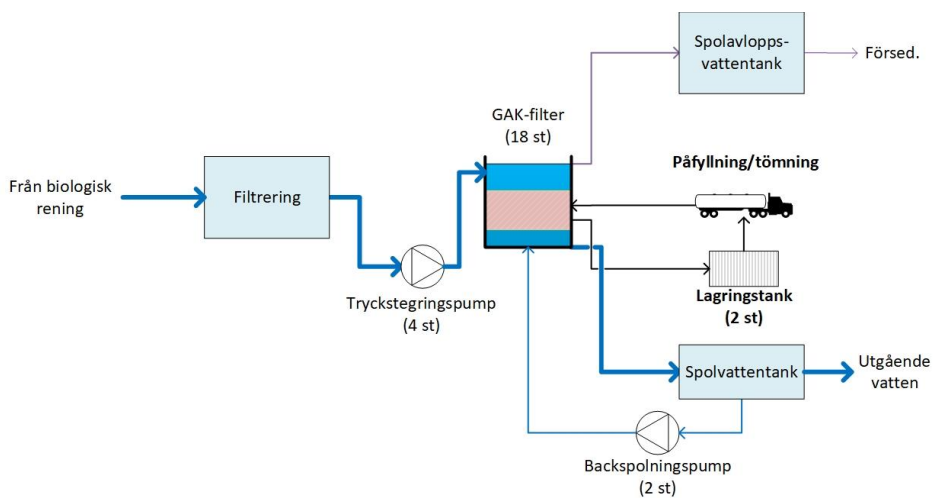 Spolavlopps-
vattentank
Försed.
GAK-filter
(18 st)
Påfyllning/tömning
Från biologisk
rening
Filtrering
Tryckstegringspump
(4 st)
Lagringstank
(2 st)
Spolvattentank
Utgående
vatten
Backspolningspump
(2 st)